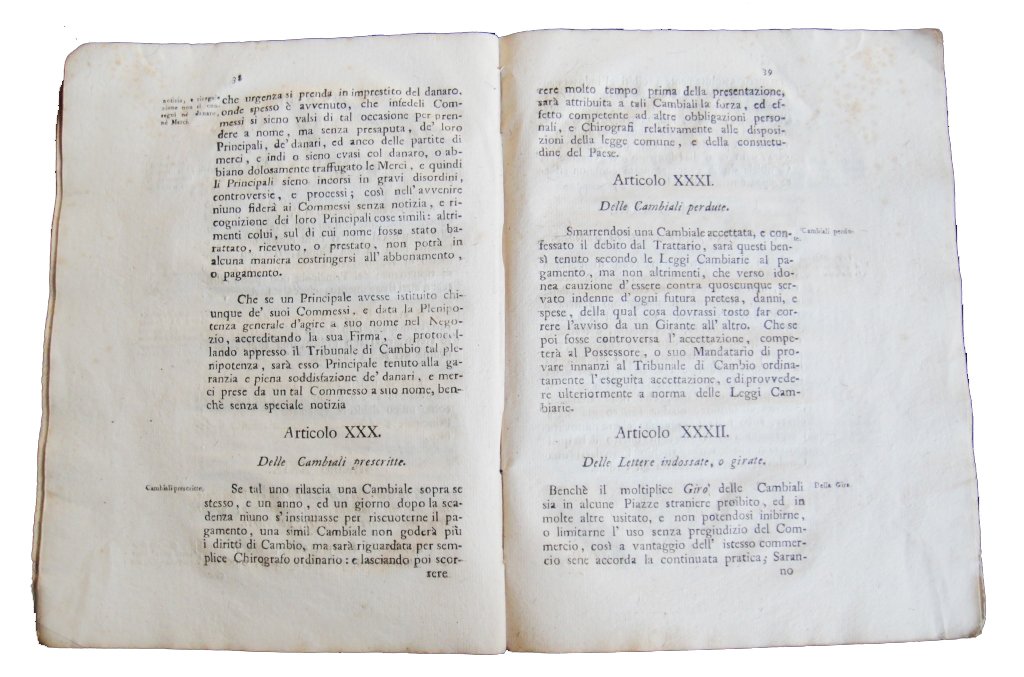 38
notizia, e
zione non si
segni nè danaro,
nè Merci.
che urgenza si prenda in imprestito del danaro.
onde spesso è avvenuto, che infedeli Com-
messi si sieno valsi di tal occasione per pren-
dere a nome, ma senza presaputa, de' loro
Principali, de' danari, ed anco delle partite di
merci, e indi o sieno evasi col danaro, o ab-
biano dolosamente traffugato le Merci, e quindi
li Principali sieno incorsi in gravi disordini,
controversie, e processi; così nell' avvenire
niuno fiderà ai Commessi senza notizia, e ri-
cognizione dei loro Principali cose simili: altri-
menti colui, sul di cui nome fosse stato ba-
rattato, ricevuto, o prestato, non potrà in
alcuna maniera costringersi all' abbonamento,
o pagamento.
Che se un Principale avesse istituito chi-
unque de' suoi Commessi, e data la Plenipo-
tenza generale d'agire a suo nome nel Nego-
zio, accreditando la sua Firma, e protocol-
lando appresso il Tribunale di Cambio tal ple-
nipotenza, sarà esso Principale tenuto alla ga-
ranzia e piena soddisfazione de' danari, e mer-
ci prese da un tal Commesso a suo nome, ben-
chè senza speciale notizia
Articolo XXX.
Delle Cambiali prescritte.
Cambiali prescritte.
Se tal uno rilascia una Cambiale sopra se
stesso, e un anno, ed un giorno dopo la sca-
denza niuno s' insinuasse per riscuoterne il pa-
gamento, una simil Cambiale non goderà più
i diritti di Cambio, ma sarà riguardata per sem-
plice Chirografo ordinario: e lasciando poi scor-
rere
39
rere molto tempo prima della presentazione,
sarà attribuita a tali Cambiali la forza, ed ef-
fetto competente ad altre obbligazioni perso-
nali, e Chirografi relativamente alle disposi-
zioni della legge comune, e della consuetu-
dine del Paese.
Articolo XXXI.
Delle Cambiali perdute.
Smarrendosi una Cambiale accettata, e con-
Cambiali perdu-
te.
fessato il debito dal Trattario, sarà questi ben-
sì tenuto secondo le Leggi Cambiarie al pa-
gamento, ma non altrimenti, che verso ido-
nea cauzione d'essere contra quoscunque ser-
vato indenne d' ogni futura pretesa, danni, e
spese, della qual cosa dovrassi tosto far cor-
rere l'avviso da un Girante all' altro. Che se
poi fosse controversa l' accettazione, compe-
terà al Possessore, o suo Mandatario di pro-
vare innanzi al Tribunale di Cambio ordina-
tamente l' eseguita accettazione, e di provvede-
re ulteriormente a norma delle Leggi Cam-
biarie.
Articolo XXXII.
Delle Lettere indossate, o girate.
Benchè il moltiplice Giro delle Cambiali
Della Gira.
sia in alcune Piazze straniere proibito, ed in
molte altre usitato, e non potendosi inibirne,
o limitarne l' uso senza pregiudizio del Com-
mercio, così a vantaggio dell' istesso commer-
cio sene accorda la continuata pratica; Saran-
no